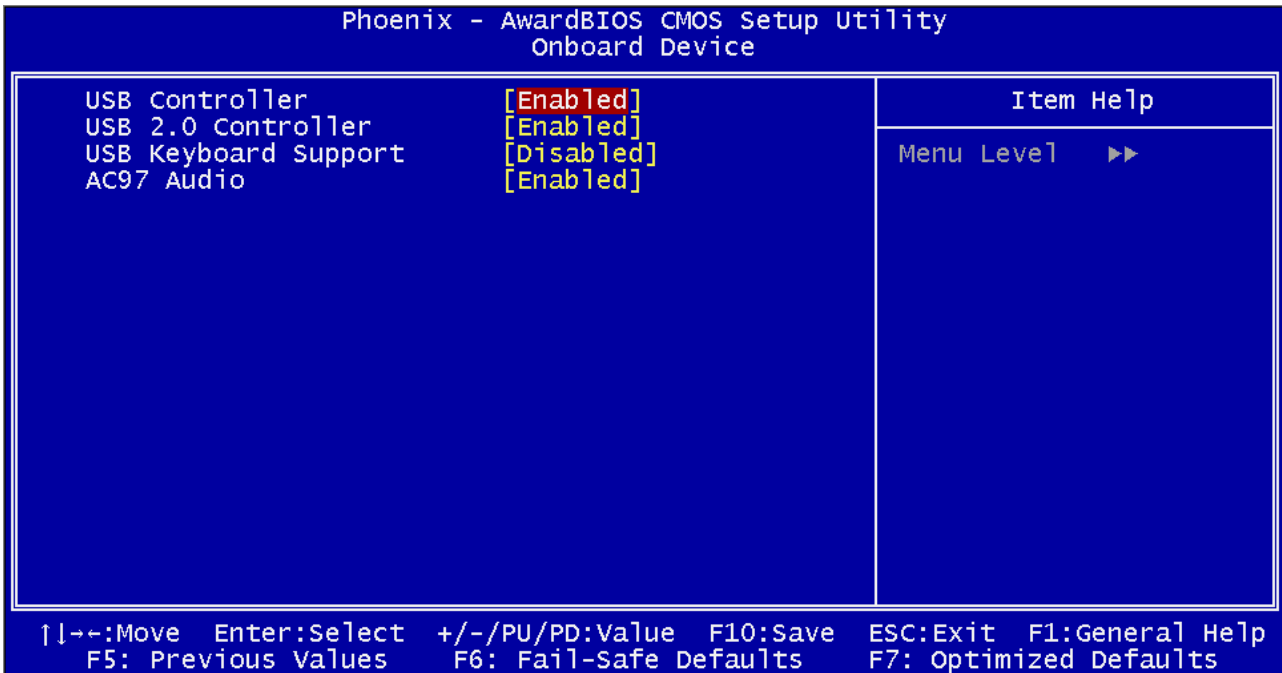 Phoenix - AwardBIOS CMOS Setup Utility
Onboard Device
USB Controller [Enabled]
USB 2.0 Controller [Enabled]
USB Keyboard Support [Disabled]
AC97 Audio [Enabled]
Item Help
Menu Level ▶▶
↑↓→←:Move Enter:Select +/-/PU/PD:Value F10:Save ESC:Exit F1:General Help
F5: Previous Values F6: Fail-Safe Defaults F7: Optimized Defaults